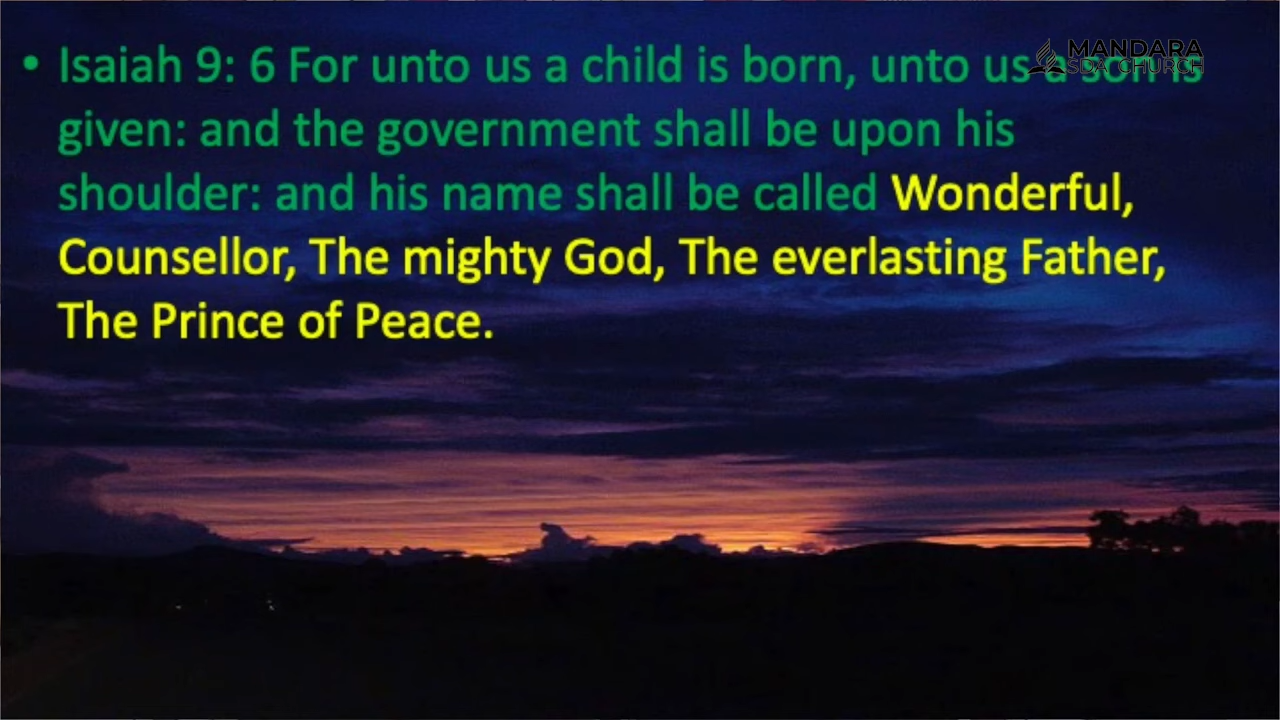 • Isaiah 9: 6 For unto us a child is born, unto us a son is
given: and the government shall be upon his
shoulder: and his name shall be called Wonderful,
Counsellor, The mighty God, The everlasting Father,
The Prince of Peace.
MANDARA
SDA CHURCH